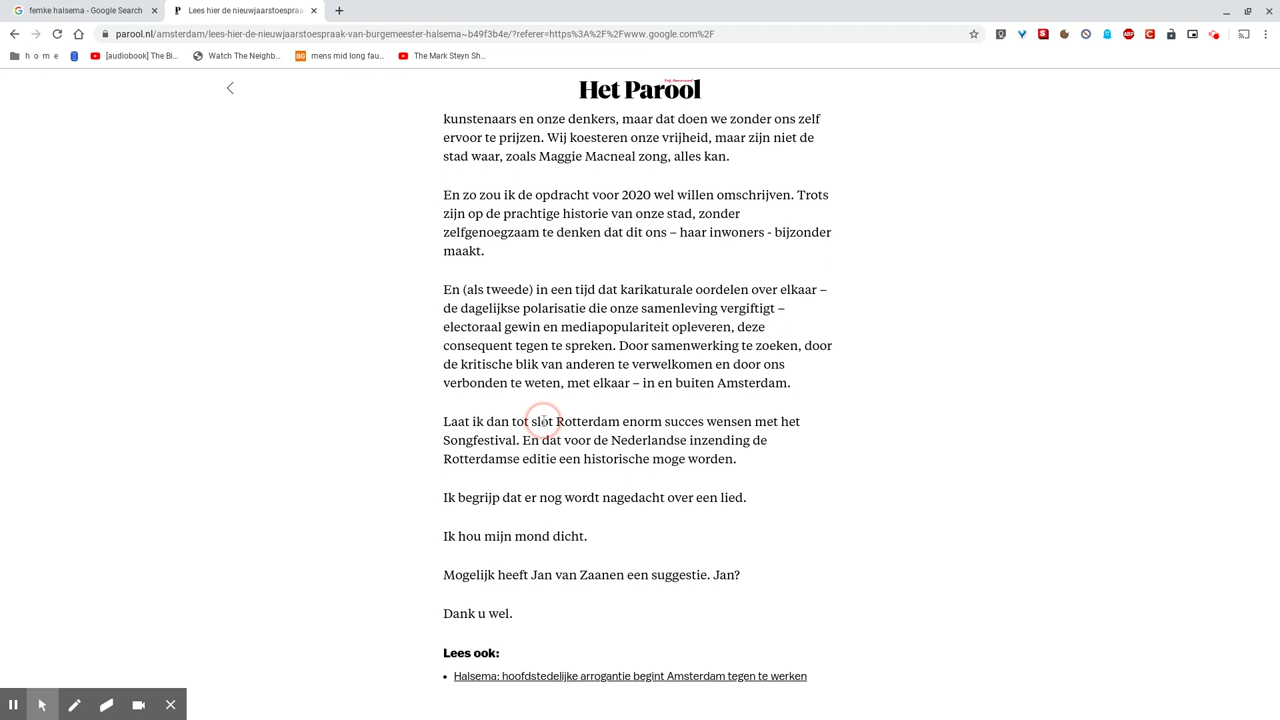 femke halsema - Google Search
Lees hier de nieuwjaarstoespra
parool.nl/amsterdam/lees-hier-de-nieuwjaarstoespraak-van-burgemeester-halsema~b49f3b4e/?referer=https%3A%2F%2Fwww.google.com%2F
h o m e
[audiobook] The Bi...
Watch The Neighb...
BG mens mid long fau...
The Mark Steyn Sh...
Het Parool
kunstenaars en onze denkers, maar dat doen we zonder ons zelf
ervoor te prijzen. Wij koesteren onze vrijheid, maar zijn niet de
stad waar, zoals Maggie Macneal zong, alles kan.
En zo zou ik de opdracht voor 2020 wel willen omschrijven. Trots
zijn op de prachtige historie van onze stad, zonder
zelfgenoegzaam te denken dat dit ons – haar inwoners - bijzonder
maakt.
En (als tweede) in een tijd dat karikaturale oordelen over elkaar –
de dagelijkse polarisatie die onze samenleving vergiftigt –
electoraal gewin en mediapopulariteit opleveren, deze
consequent tegen te spreken. Door samenwerking te zoeken, door
de kritische blik van anderen te verwelkomen en door ons
verbonden te weten, met elkaar – in en buiten Amsterdam.
Laat ik dan tot slot Rotterdam enorm succes wensen met het
Songfestival. En dat voor de Nederlandse inzending de
Rotterdamse editie een historische moge worden.
Ik begrijp dat er nog wordt nagedacht over een lied.
Ik hou mijn mond dicht.
Mogelijk heeft Jan van Zaanen een suggestie. Jan?
Dank u wel.
Lees ook:
• Halsema: hoofdstedelijke arrogantie begint Amsterdam tegen te werken